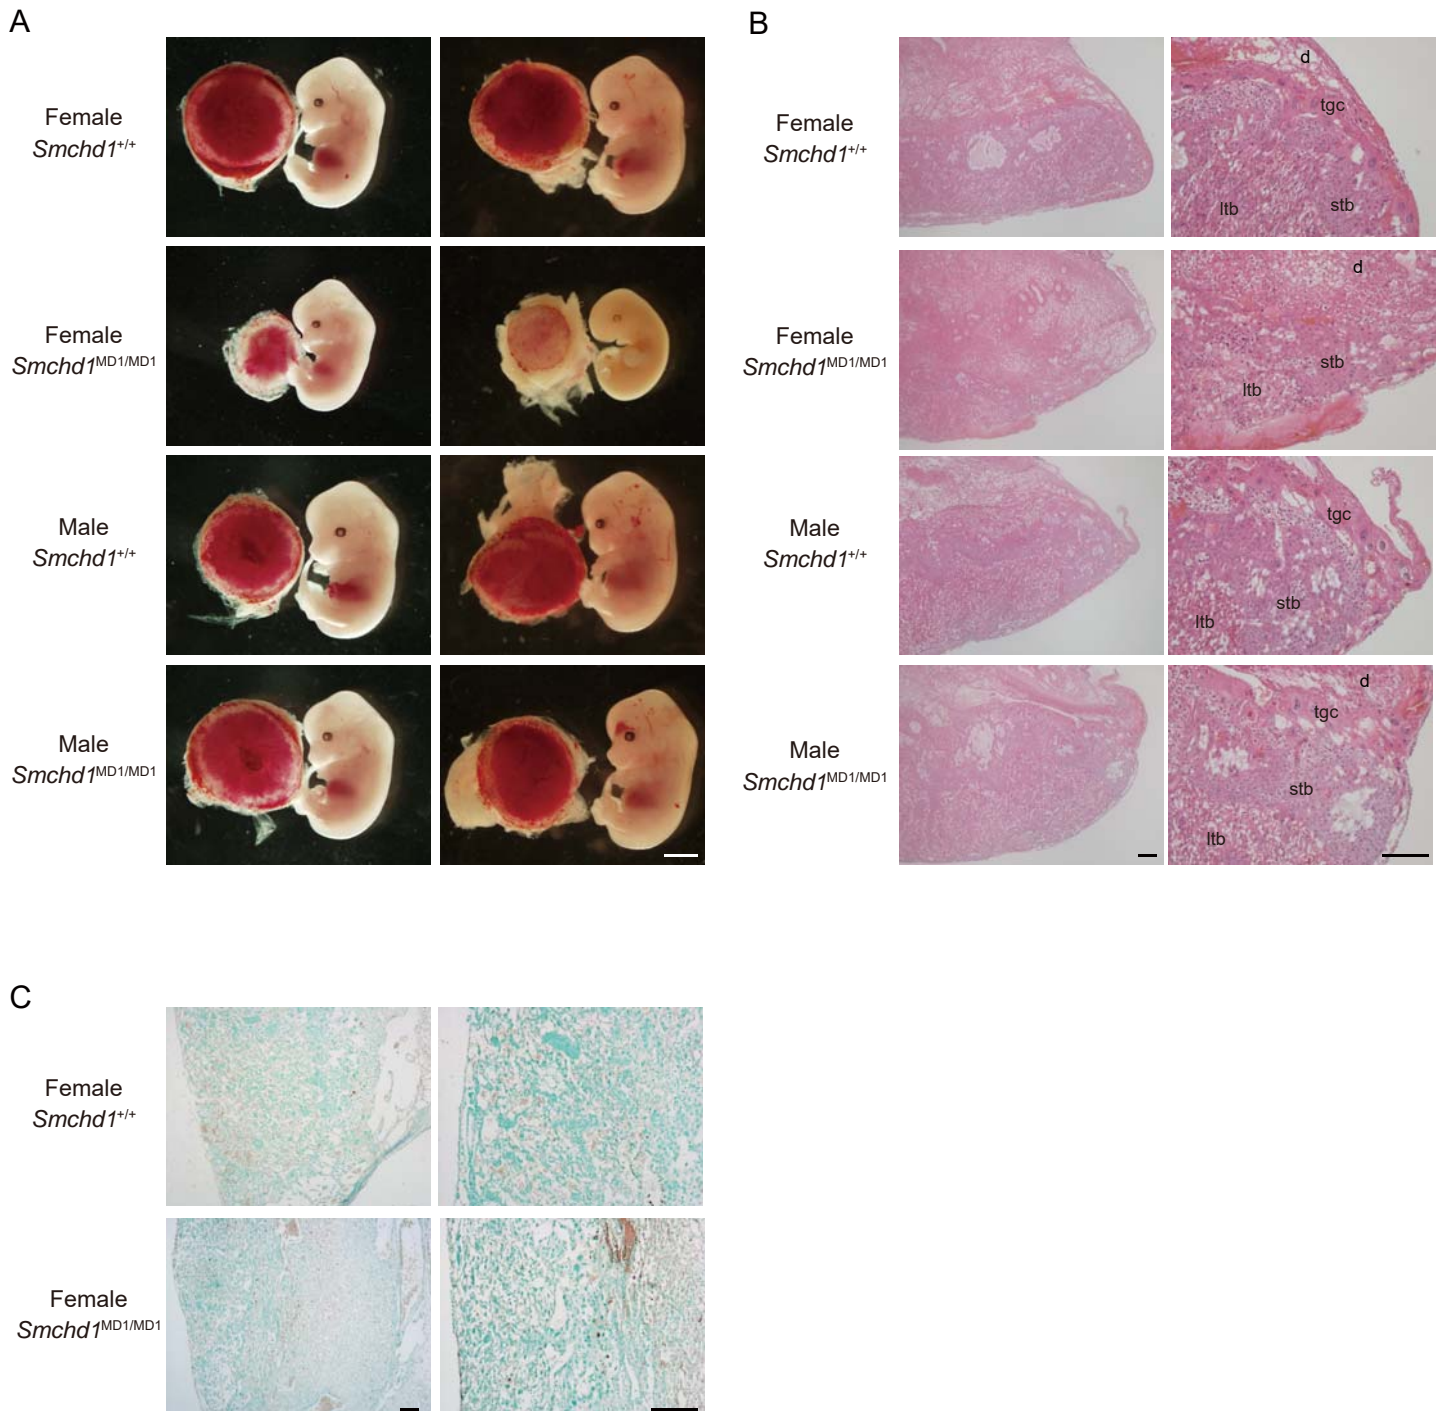 A
Female
Smchd1+/+
Female
Smchd1MD1/MD1
Male
Smchd1+/+
Male
Smchd1MD1/MD1
B
Female
Smchd1+/+
d
tgc
ltb
stb
Female
Smchd1MD1/MD1
d
stb
ltb
Male
Smchd1+/+
tgc
stb
ltb
Male
Smchd1MD1/MD1
d
tgc
stb
ltb
C
Female
Smchd1+/+
Female
Smchd1MD1/MD1